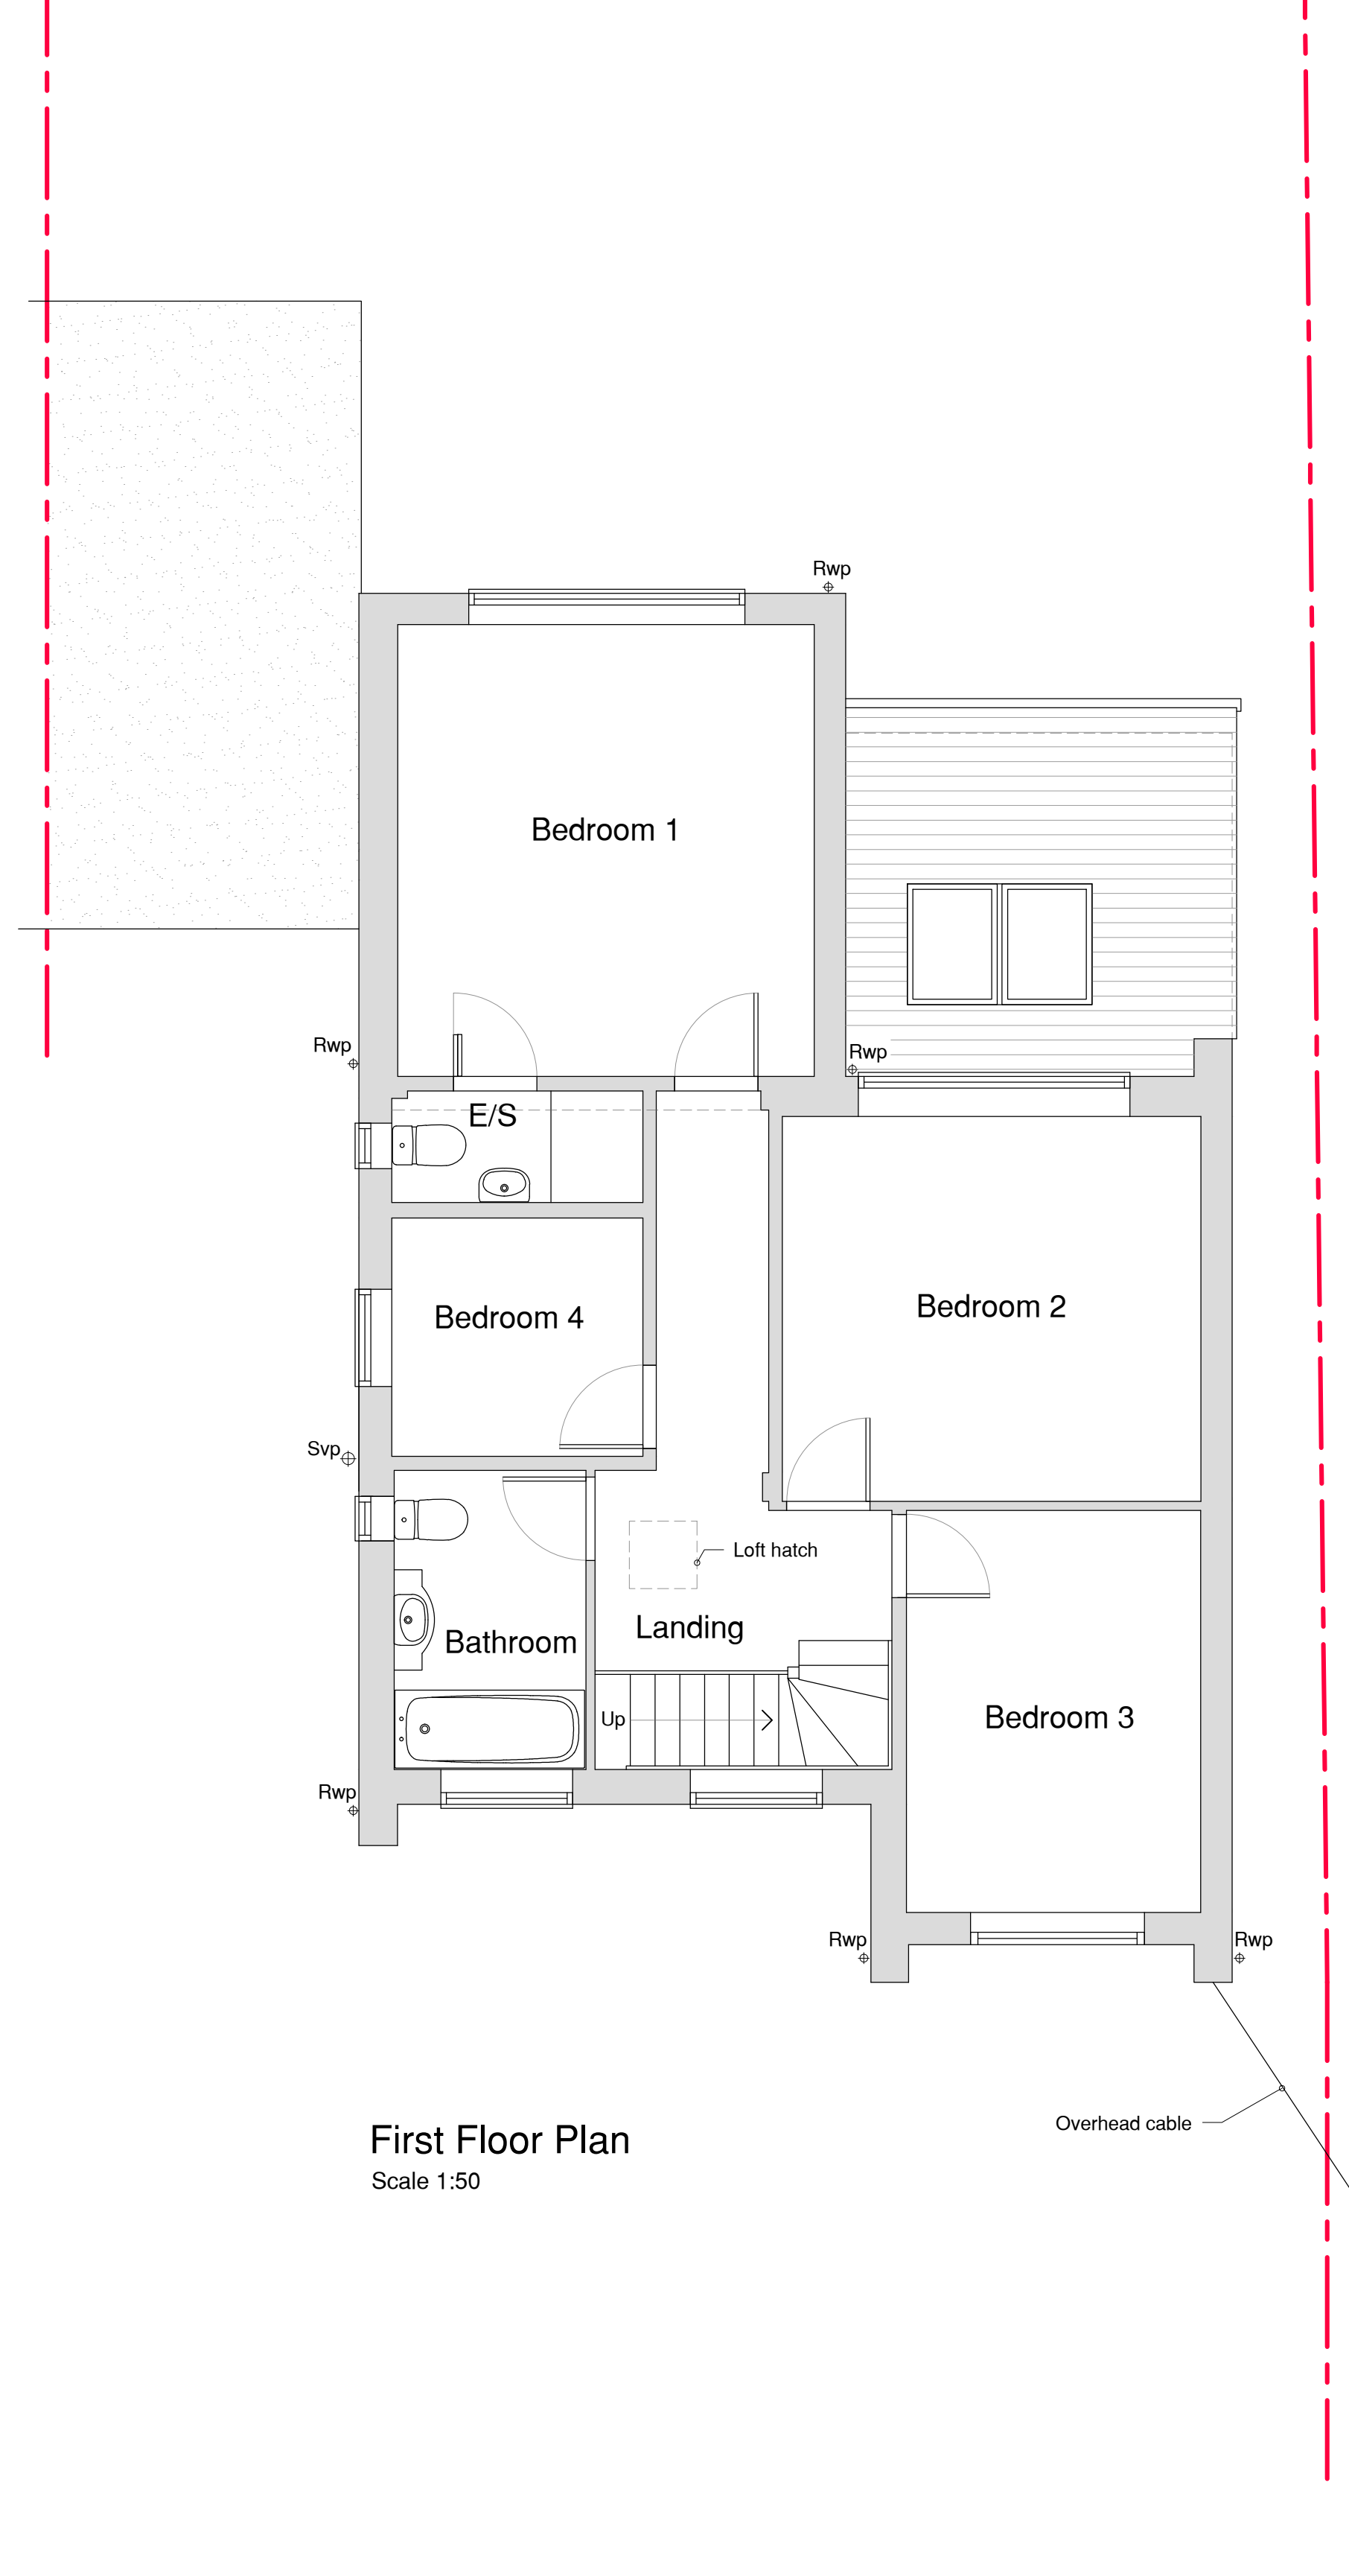 Rwp
Bedroom 1
Rwp
Rwp
E/S
Bedroom 2
Bedroom 4
Svp
Loft hatch
Landing
Bathroom
Up
Bedroom 3
Rwp
Rwp
Rwp
Overhead cable
First Floor Plan
Scale 1:50